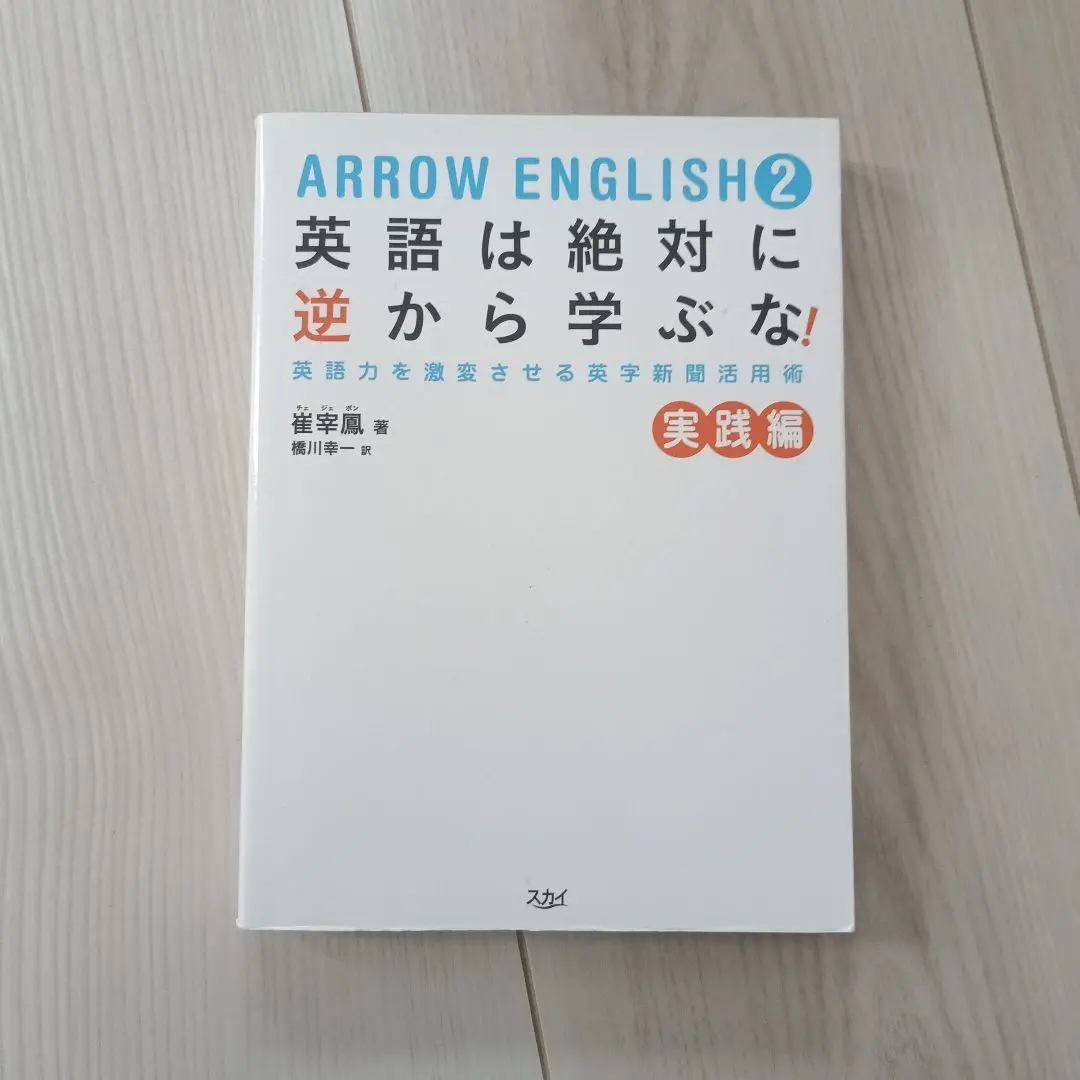 ARROW ENGLISH2
英語は絶対に
逆から学ぶな!
英語力を激変させる英字新聞活用術
チェ ジェ ボン
崔宰鳳 著
橋川幸一 訳
実践編
スカイ